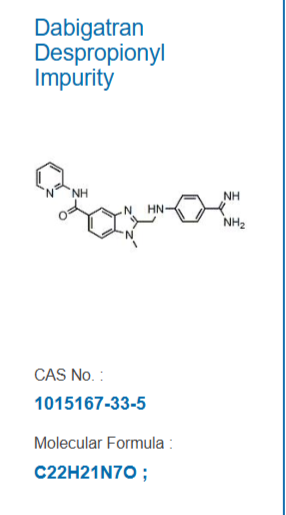 Dabigatran
Despropionyl
Impurity
N
NH
O
N
N
HN
NH
NH2
CAS No. :
1015167-33-5
Molecular Formula :
C22H21N7O ;